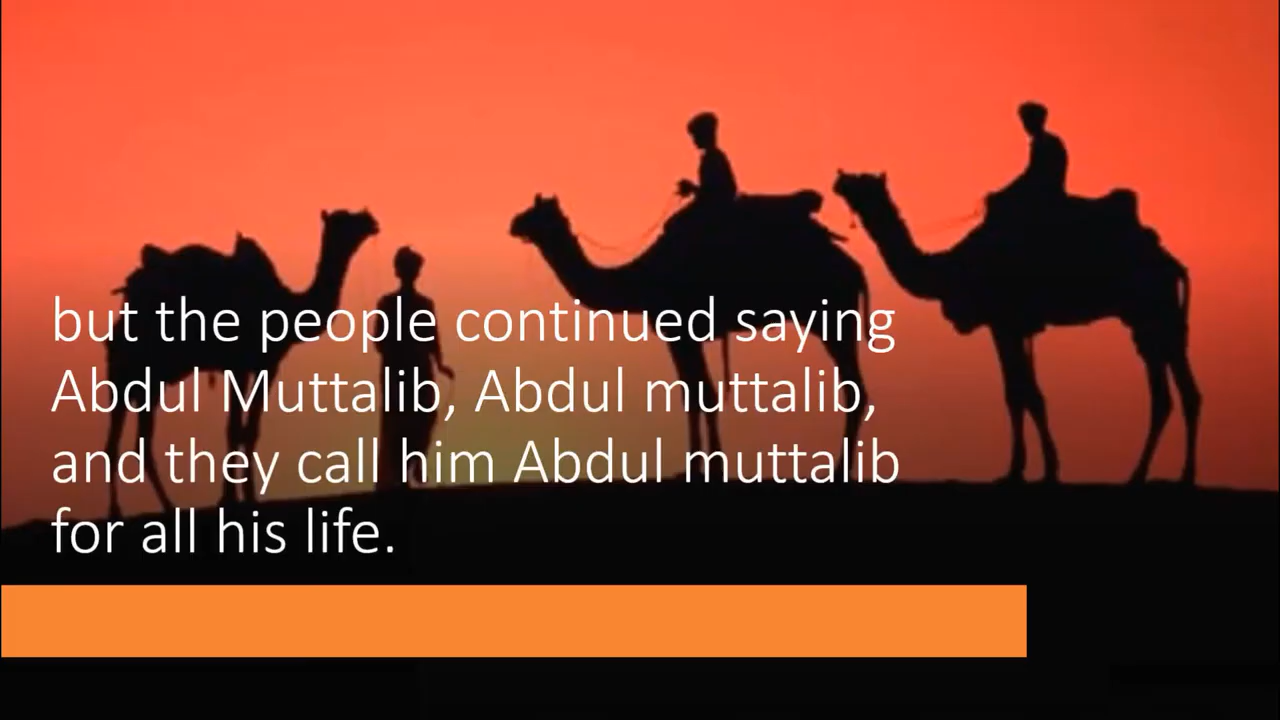 but the people continued saying
Abdul Muttalib, Abdul muttalib,
and they call him Abdul muttalib
for all his life.